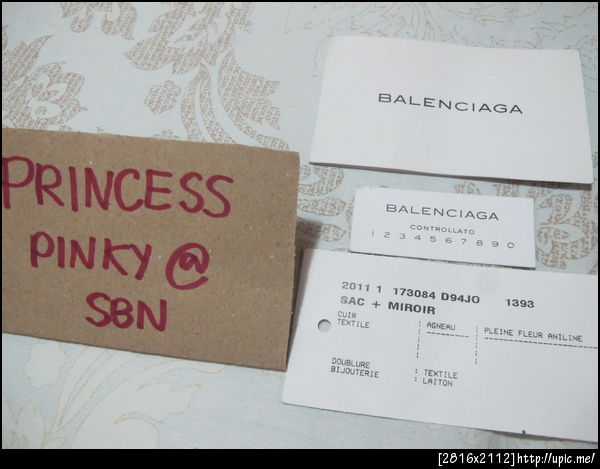 PRINCESS
PINKY @
SBN
BALENCIAGA
BALENCIAGA
CONTROLLATO
1 2 3 4 5 6 7 8 9 0
2011 1 173084 D94JO 1393
SAC + MIROIR
CUIR : AGNEAU : PLEINE FLEUR ANILINE
TEXTILE
DOUBLURE : TEXTILE
BIJOUTERIE : LAITON
[2816x2112]http://upic.me/